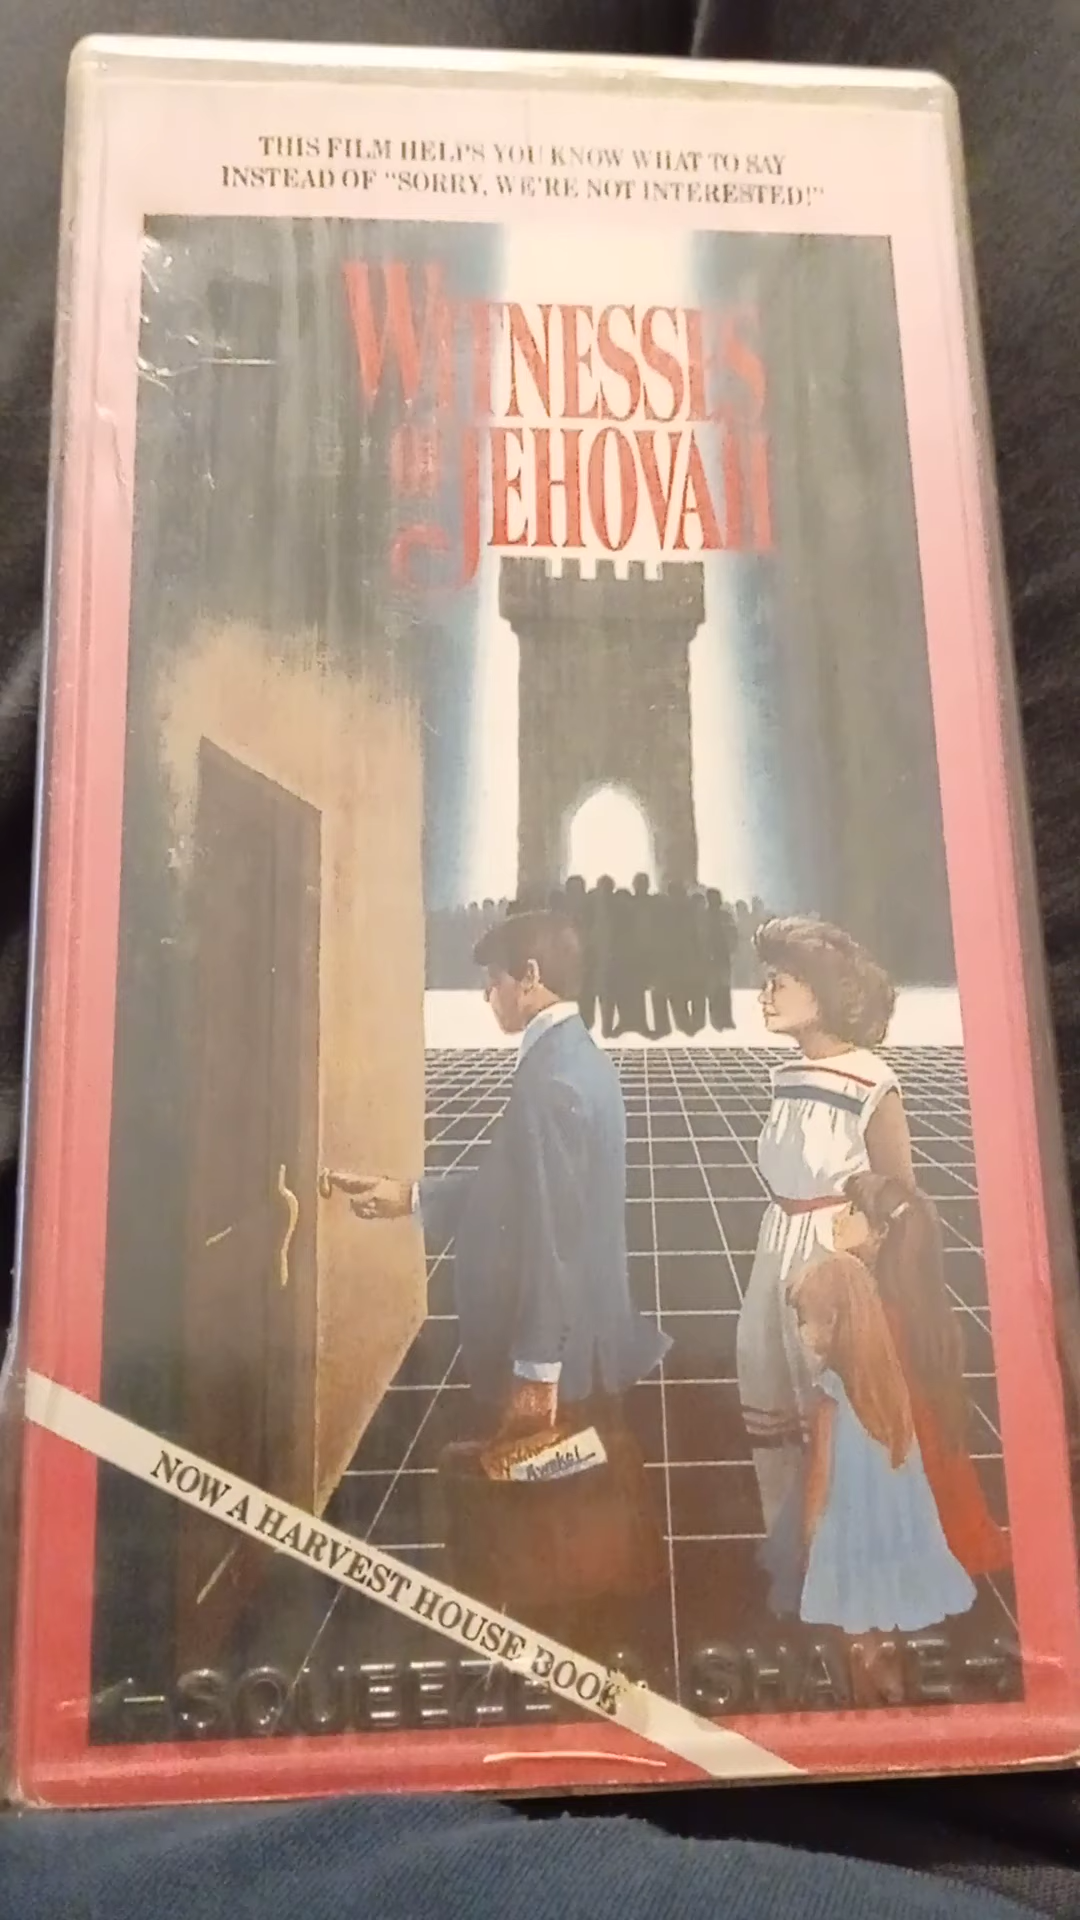 THIS FILM HELPS YOU KNOW WHAT TO SAY
INSTEAD OF "SORRY, WE'RE NOT INTERESTED!"
WITNESSES
OF
JEHOVAH
Awake!
NOW A HARVEST HOUSE BOOK
SQUEEZE & SHAKE